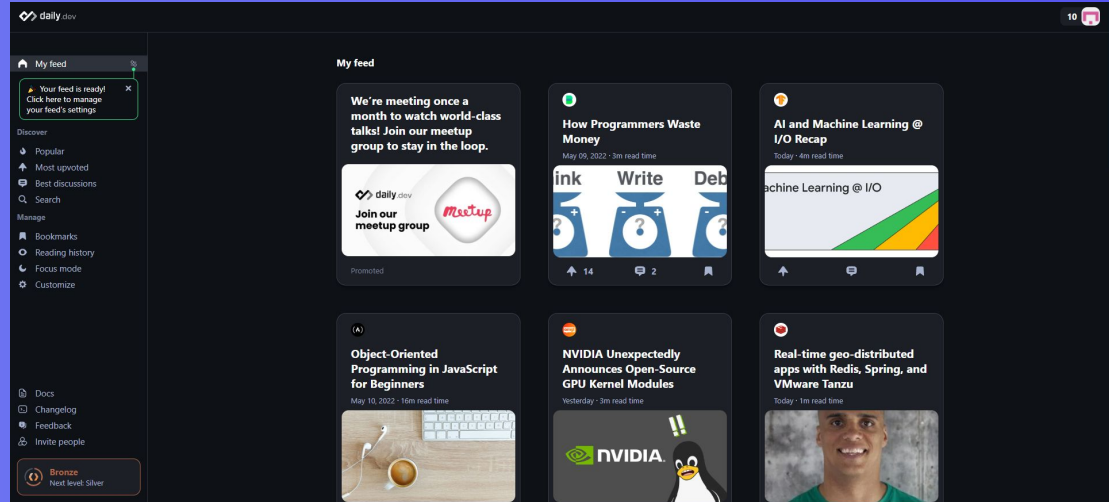 daily.dev
10
My feed
Your feed is ready!
Click here to manage
your feed's settings
Discover
Popular
Most upvoted
Best discussions
Search
Manage
Bookmarks
Reading history
Focus mode
Customize
Docs
Changelog
Feedback
Invite people
Bronze
Next level: Silver
My feed
We're meeting once a
month to watch world-class
talks! Join our meetup
group to stay in the loop.
daily.dev
Join our
meetup group
meetup
Promoted
How Programmers Waste
Money
May 09, 2022 · 3m read time
ink Write Deb
? ?
14 2
AI and Machine Learning @
I/O Recap
Today · 4m read time
achine Learning @ I/O
Object-Oriented
Programming in JavaScript
for Beginners
May 10, 2022 · 16m read time
NVIDIA Unexpectedly
Announces Open-Source
GPU Kernel Modules
Yesterday · 3m read time
!!
NVIDIA.
Real-time geo-distributed
apps with Redis, Spring, and
VMware Tanzu
Today · 1m read time